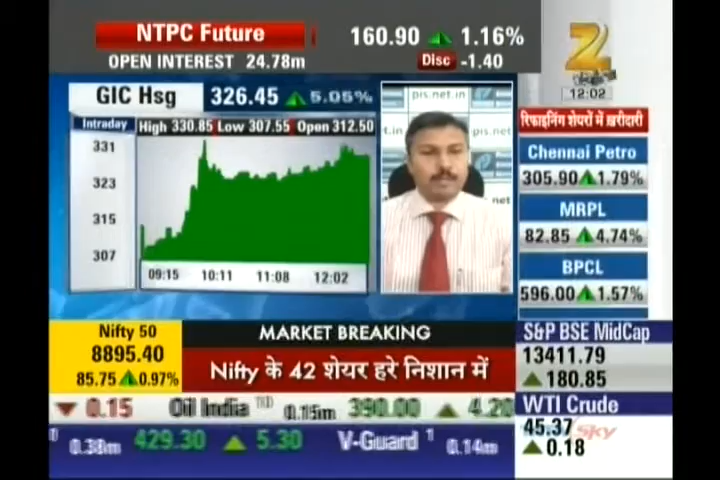 NTPC Future
160.90 1.16%
OPEN INTEREST 24.78m
Disc -1.40
12:02
GIC Hsg 326.45 5.05%
Intraday High 330.85 Low 307.55 Open 312.50
331
323
315
307
09:15 10:11 11:08 12:02
pis.net.in
t.in
pis.net
net
रिफाइनिंग शेयरों में ख़रीदारी
Chennai Petro
305.90 1.79%
MRPL
82.85 4.74%
BPCL
596.00 1.57%
Nifty 50
8895.40
85.75 0.97%
MARKET BREAKING
Nifty के 42 शेयर हरे निशान में
S&P BSE MidCap
13411.79
180.85
WTI Crude
45.37
0.18
0.15 Oil India 0.15m 390.00 4.20
0.38m 429.30 5.30 V-Guard 0.14m
sky